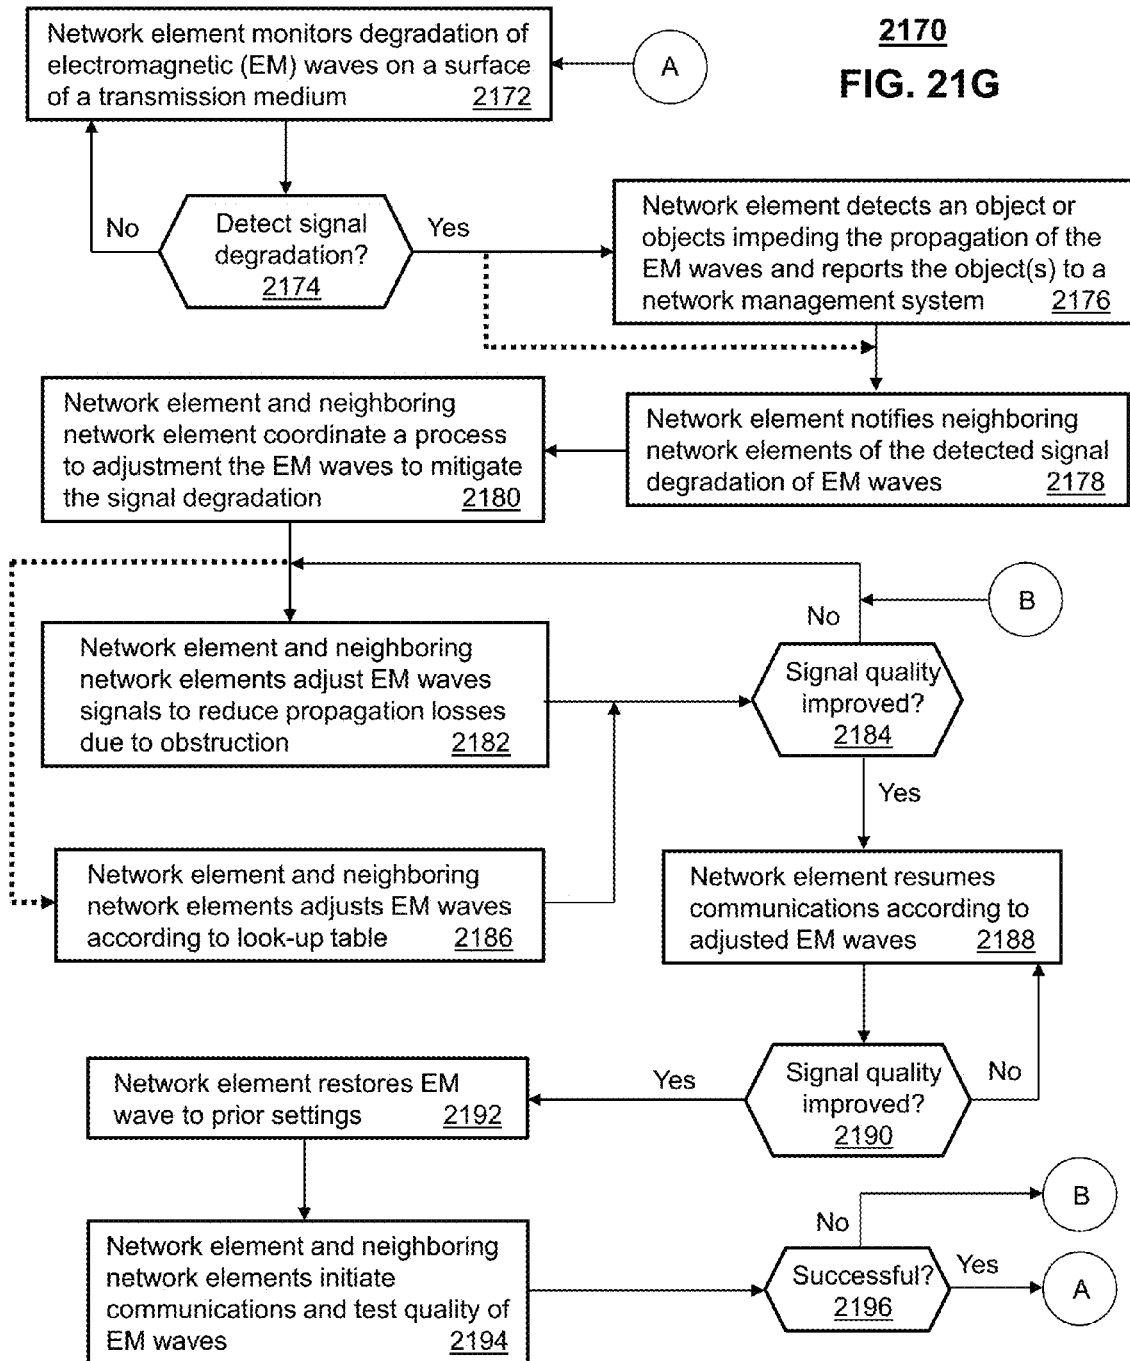 2170
FIG. 21G
Network element monitors degradation of
electromagnetic (EM) waves on a surface
of a transmission medium 2172
A
No
Detect signal
degradation?
2174
Yes
Network element detects an object or
objects impeding the propagation of the
EM waves and reports the object(s) to a
network management system 2176
Network element and neighboring
network element coordinate a process
to adjustment the EM waves to mitigate
the signal degradation 2180
Network element notifies neighboring
network elements of the detected signal
degradation of EM waves 2178
B
No
Network element and neighboring
network elements adjust EM waves
signals to reduce propagation losses
due to obstruction 2182
Signal quality
improved?
2184
Yes
Network element and neighboring
network elements adjusts EM waves
according to look-up table 2186
Network element resumes
communications according to
adjusted EM waves 2188
Network element restores EM
wave to prior settings 2192
Yes
Signal quality
improved?
2190
No
Network element and neighboring
network elements initiate
communications and test quality of
EM waves 2194
No
B
Successful?
2196
Yes
A